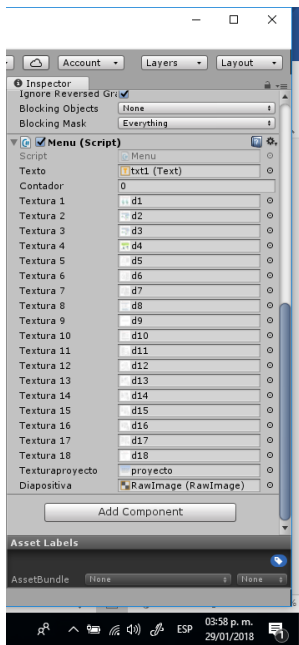 Account
Layers
Layout
Inspector
Ignore Reversed Gra
Blocking Objects None
Blocking Mask Everything
Menu (Script)
Script Menu
Texto txt1 (Text)
Contador 0
Textura 1 d1
Textura 2 d2
Textura 3 d3
Textura 4 d4
Textura 5 d5
Textura 6 d6
Textura 7 d7
Textura 8 d8
Textura 9 d9
Textura 10 d10
Textura 11 d11
Textura 12 d12
Textura 13 d13
Textura 14 d14
Textura 15 d15
Textura 16 d16
Textura 17 d17
Textura 18 d18
Texturaproyecto proyecto
Diapositiva RawImage (RawImage)
Add Component
Asset Labels
AssetBundle None None
ESP
03:58 p. m.
29/01/2018
1